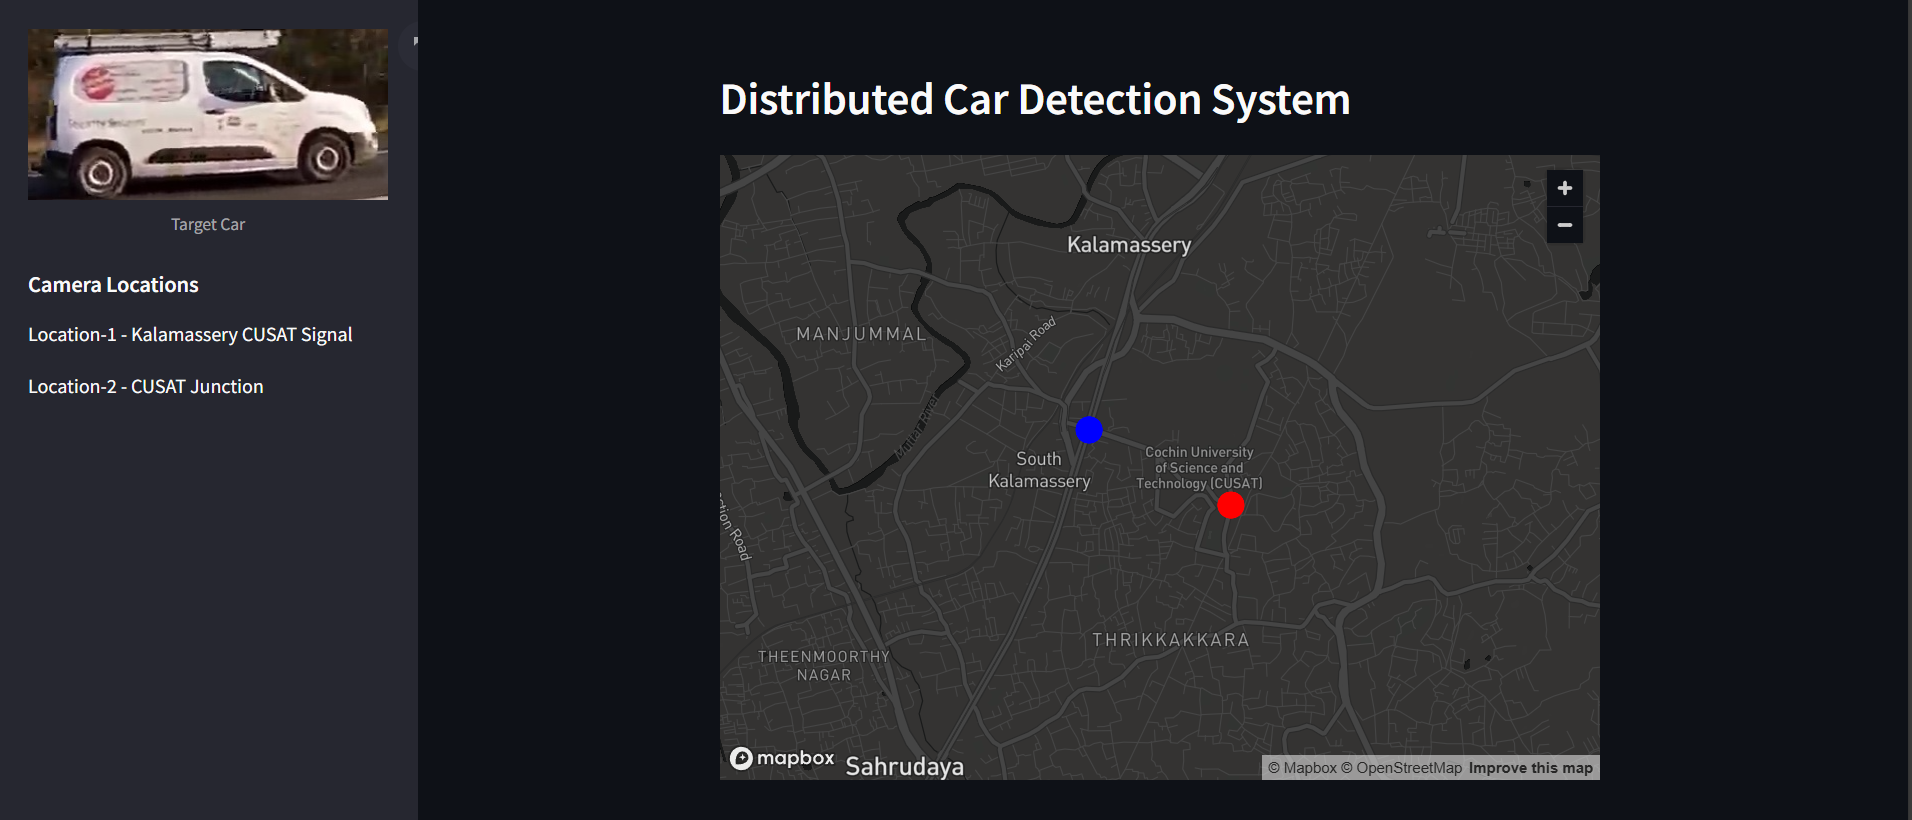 Target Car
Camera Locations
Location-1 - Kalamassery CUSAT Signal
Location-2 - CUSAT Junction
Distributed Car Detection System
Kalamassery
MANJUMMAL
Karipai Road
Muttar River
South
Kalamassery
Cochin University
of Science and
Technology (CUSAT)
ction Road
THRIKKAKKARA
THEENMOORTHY
NAGAR
mapbox
Sahrudaya
© Mapbox © OpenStreetMap Improve this map